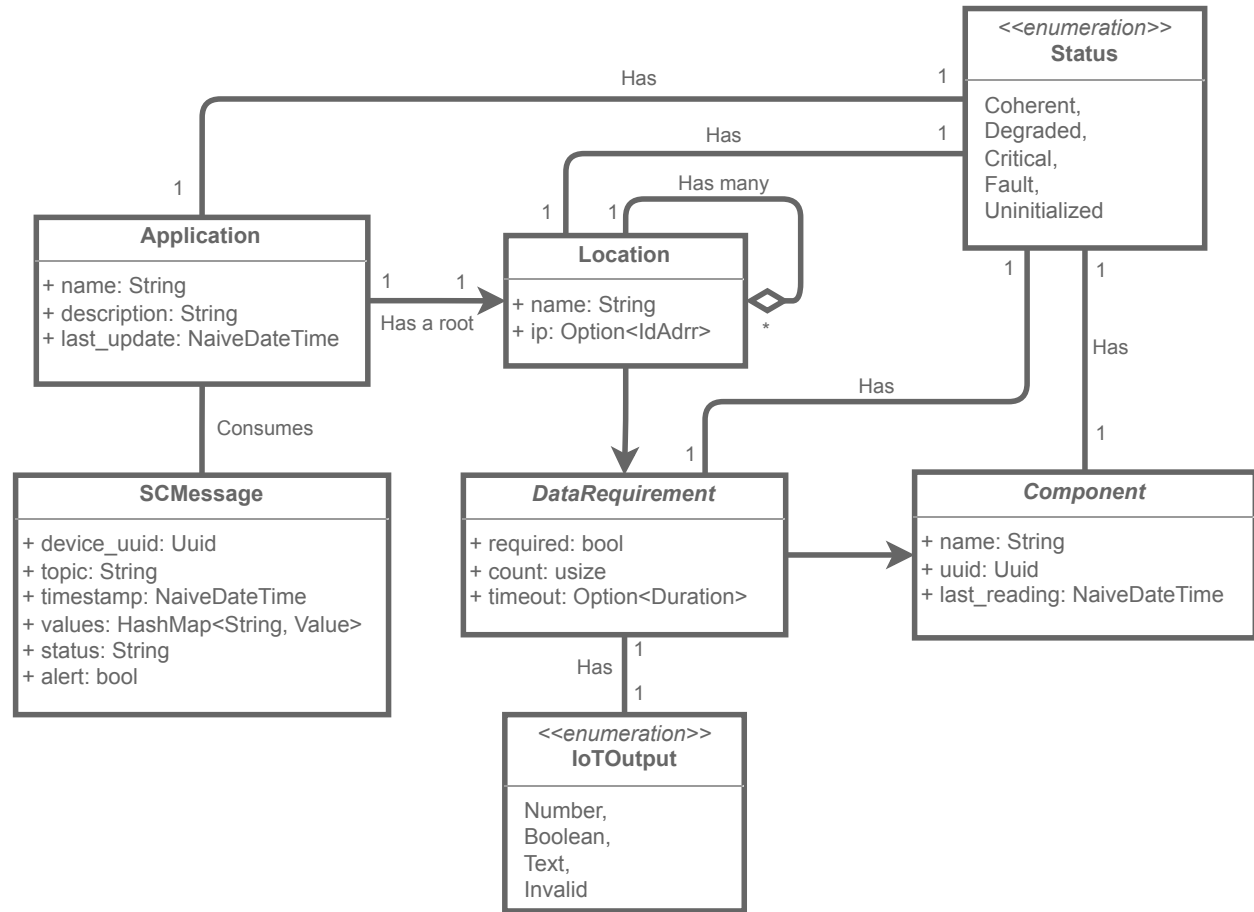 <<enumeration>>
Status
Coherent,
Degraded,
Critical,
Fault,
Uninitialized
Has
1
1
Has
1
1
Has many
1
*
Application
+ name: String
+ description: String
+ last_update: NaiveDateTime
1
1
Has a root
Location
+ name: String
+ ip: Option<IdAdrr>
1
Has
1
1
Has
1
Consumes
SCMessage
+ device_uuid: Uuid
+ topic: String
+ timestamp: NaiveDateTime
+ values: HashMap<String, Value>
+ status: String
+ alert: bool
DataRequirement
+ required: bool
+ count: usize
+ timeout: Option<Duration>
Component
+ name: String
+ uuid: Uuid
+ last_reading: NaiveDateTime
1
Has
1
<<enumeration>>
IoTOutput
Number,
Boolean,
Text,
Invalid